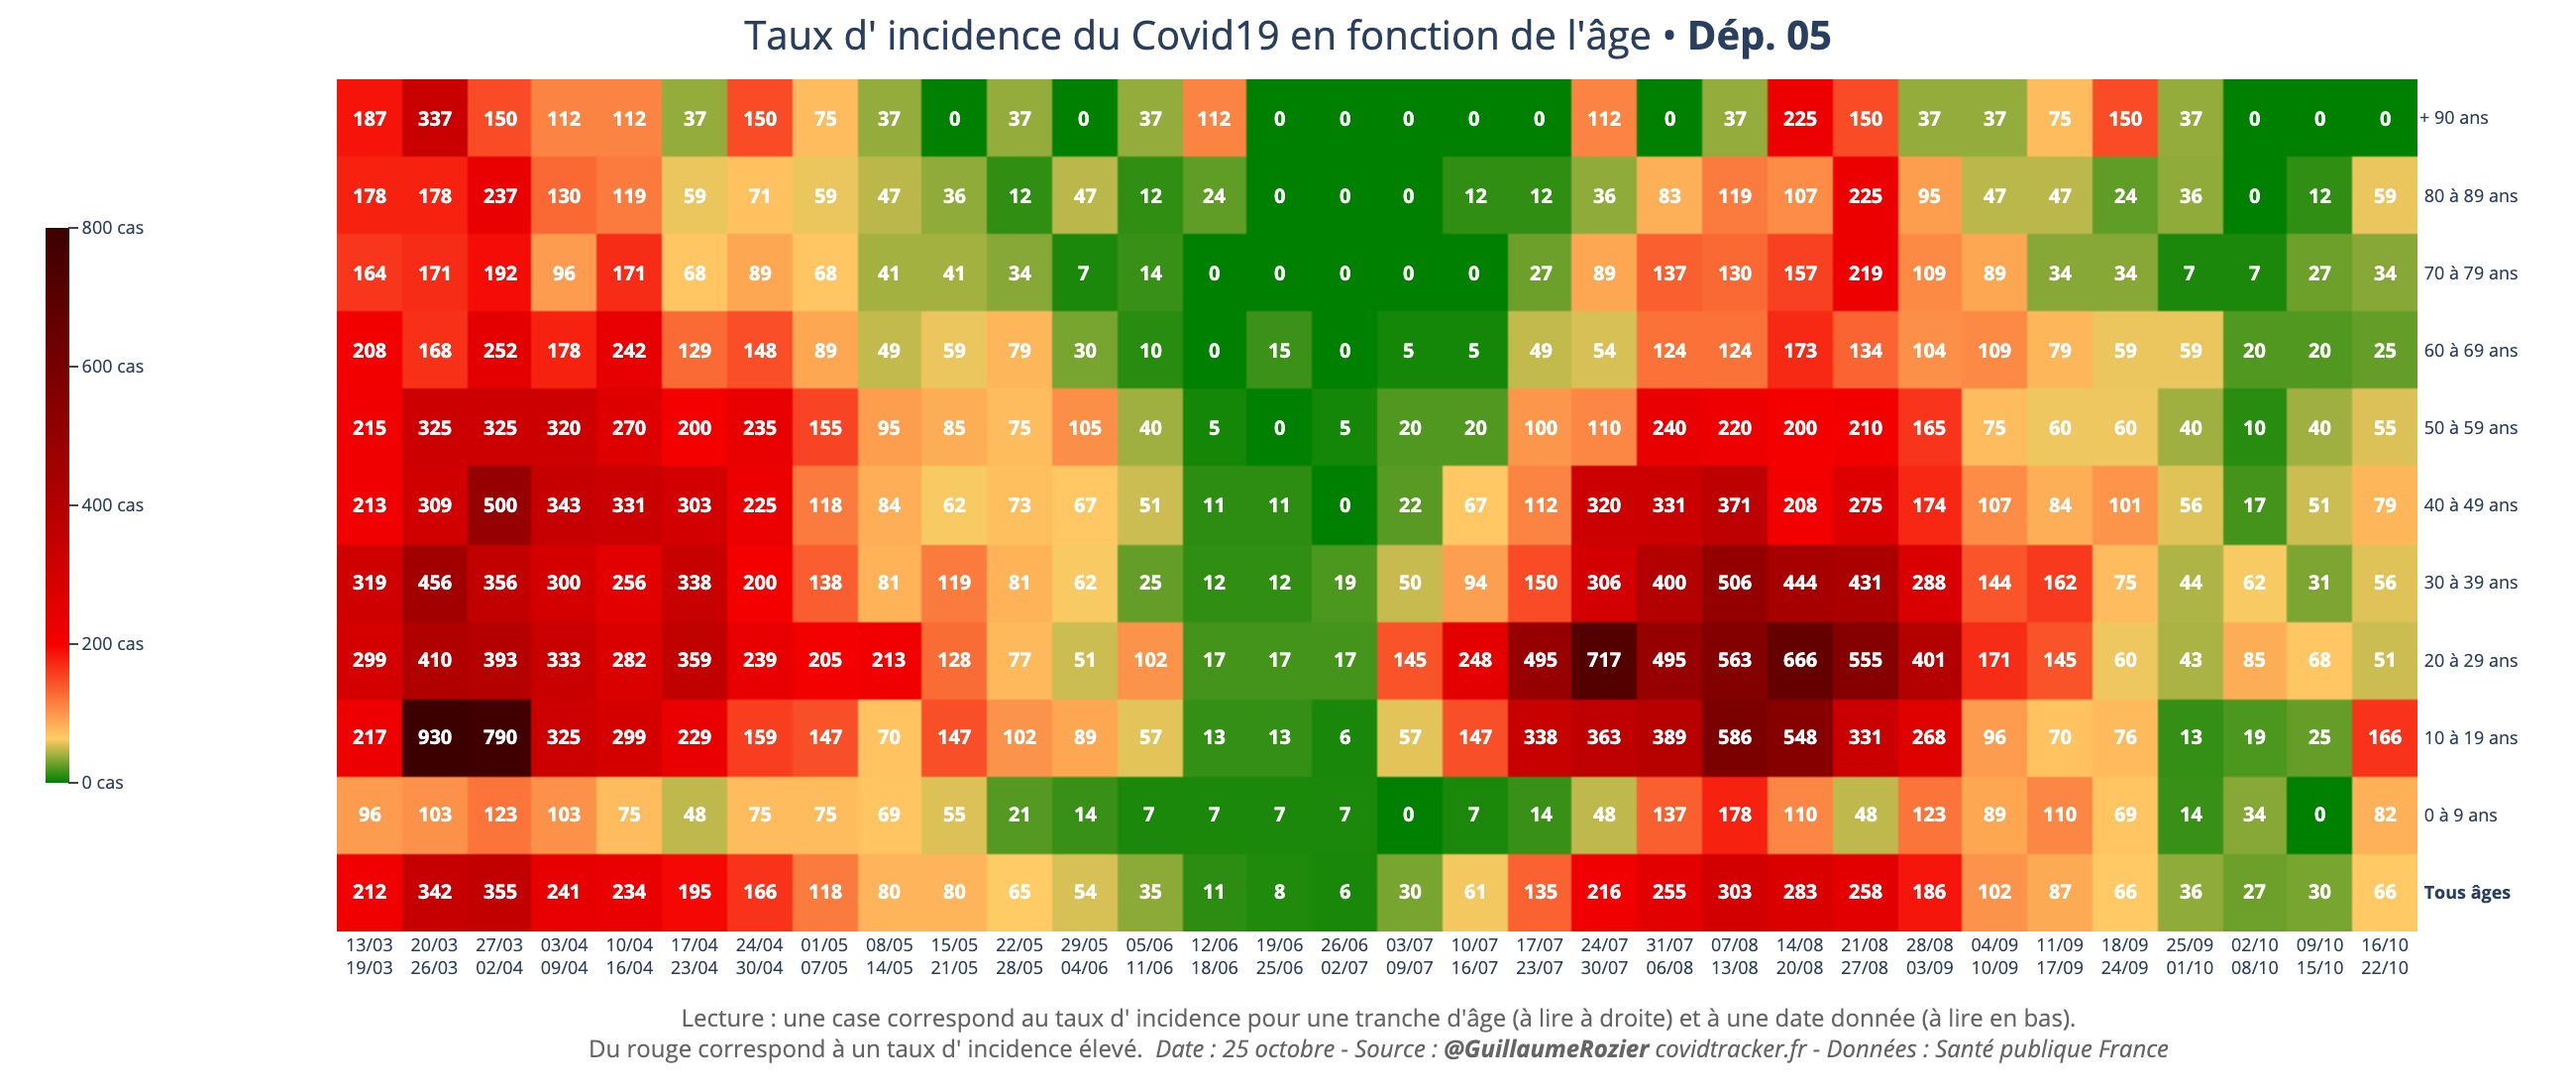 Taux d' incidence du Covid19 en fonction de l'âge • Dép. 05
800 cas
600 cas
400 cas
200 cas
0 cas
187 337 150 112 112 37 150 75 37 0 37 0 37 112 0 0 0 0 0 112 0 37 225 150 37 37 75 150 37 0 0 0 + 90 ans
178 178 237 130 119 59 71 59 47 36 12 47 12 24 0 0 0 12 12 36 83 119 107 225 95 47 47 24 36 0 12 59 80 à 89 ans
164 171 192 96 171 68 89 68 41 41 34 7 14 0 0 0 0 0 27 89 137 130 157 219 109 89 34 34 7 7 27 34 70 à 79 ans
208 168 252 178 242 129 148 89 49 59 79 30 10 0 15 0 5 5 49 54 124 124 173 134 104 109 79 59 59 20 20 25 60 à 69 ans
215 325 325 320 270 200 235 155 95 85 75 105 40 5 0 5 20 20 100 110 240 220 200 210 165 75 60 60 40 10 40 55 50 à 59 ans
213 309 500 343 331 303 225 118 84 62 73 67 51 11 11 0 22 67 112 320 331 371 208 275 174 107 84 101 56 17 51 79 40 à 49 ans
319 456 356 300 256 338 200 138 81 119 81 62 25 12 12 19 50 94 150 306 400 506 444 431 288 144 162 75 44 62 31 56 30 à 39 ans
299 410 393 333 282 359 239 205 213 128 77 51 102 17 17 17 145 248 495 717 495 563 666 555 401 171 145 60 43 85 68 51 20 à 29 ans
217 930 790 325 299 229 159 147 70 147 102 89 57 13 13 6 57 147 338 363 389 586 548 331 268 96 70 76 13 19 25 166 10 à 19 ans
96 103 123 103 75 48 75 75 69 55 21 14 7 7 7 7 0 7 14 48 137 178 110 48 123 89 110 69 14 34 0 82 0 à 9 ans
212 342 355 241 234 195 166 118 80 80 65 54 35 11 8 6 30 61 135 216 255 303 283 258 186 102 87 66 36 27 30 66 Tous âges
13/03 20/03 27/03 03/04 10/04 17/04 24/04 01/05 08/05 15/05 22/05 29/05 05/06 12/06 19/06 26/06 03/07 10/07 17/07 24/07 31/07 07/08 14/08 21/08 28/08 04/09 11/09 18/09 25/09 02/10 09/10 16/10
19/03 26/03 02/04 09/04 16/04 23/04 30/04 07/05 14/05 21/05 28/05 04/06 11/06 18/06 25/06 02/07 09/07 16/07 23/07 30/07 06/08 13/08 20/08 27/08 03/09 10/09 17/09 24/09 01/10 08/10 15/10 22/10
Lecture : une case correspond au taux d' incidence pour une tranche d'âge (à lire à droite) et à une date donnée (à lire en bas).
Du rouge correspond à un taux d' incidence élevé. Date : 25 octobre - Source : @GuillaumeRozier covidtracker.fr - Données : Santé publique France